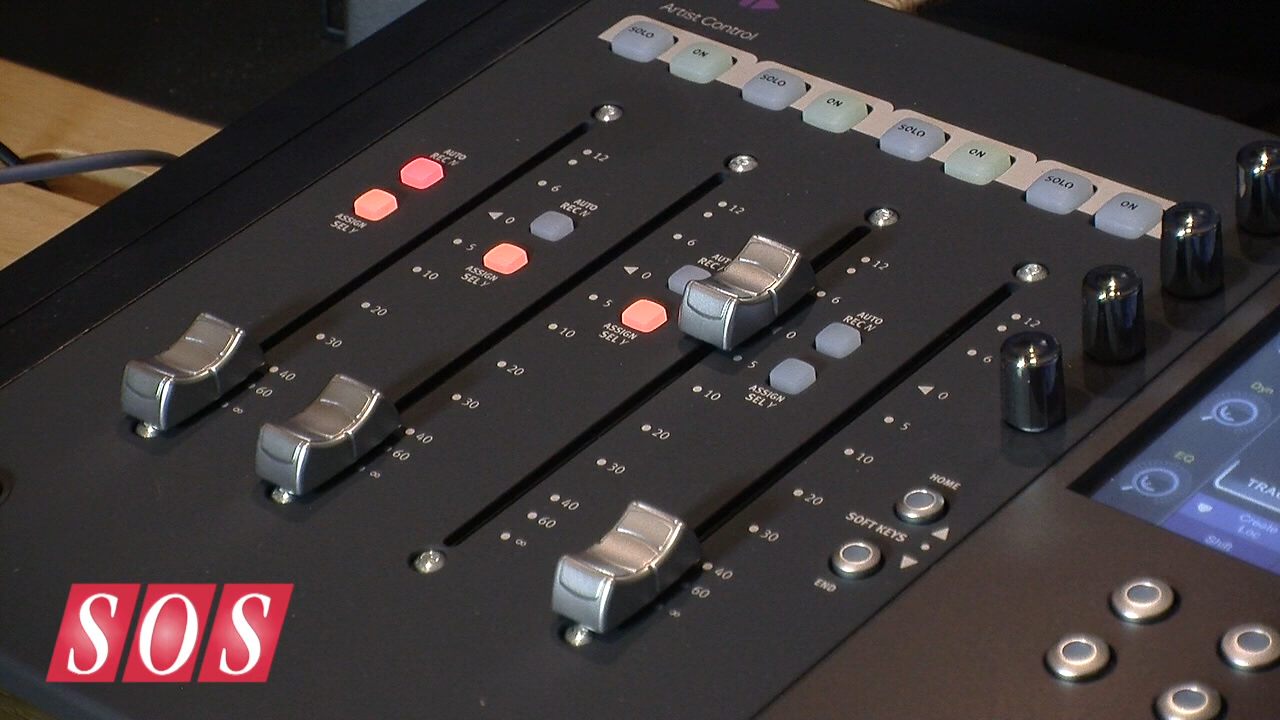 Artist Control
SOLO
ON
SOLO
ON
SOLO
ON
SOLO
ON
AUTO
REC N
ASSIGN
SEL Y
12
6
0
5
10
20
30
40
60
∞
AUTO
REC N
ASSIGN
SEL Y
12
6
0
5
10
20
30
40
60
∞
ASSIGN
SEL Y
12
6
0
5
10
20
30
40
60
∞
AUTO
REC N
ASSIGN
SEL Y
12
6
0
5
10
20
30
40
60
∞
HOME
SOFT KEYS
END
Dyn
EQ
Create
Loc
Shift
SOS